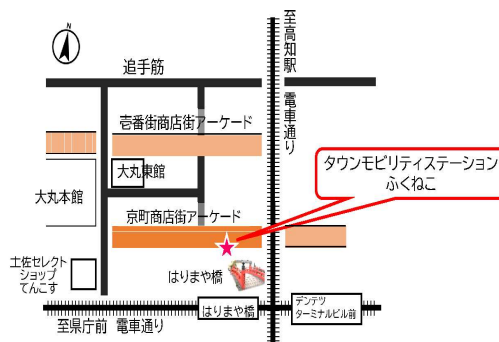 N
至高知駅
電車通り
追手筋
壱番街商店街アーケード
大丸東館
大丸本館
タウンモビリティステーション
ふくねこ
京町商店街アーケード
はりまや橋
土佐セレクト
ショップ
てんこす
はりまや橋
デンテツ
ターミナルビル前
至県庁前 電車通り